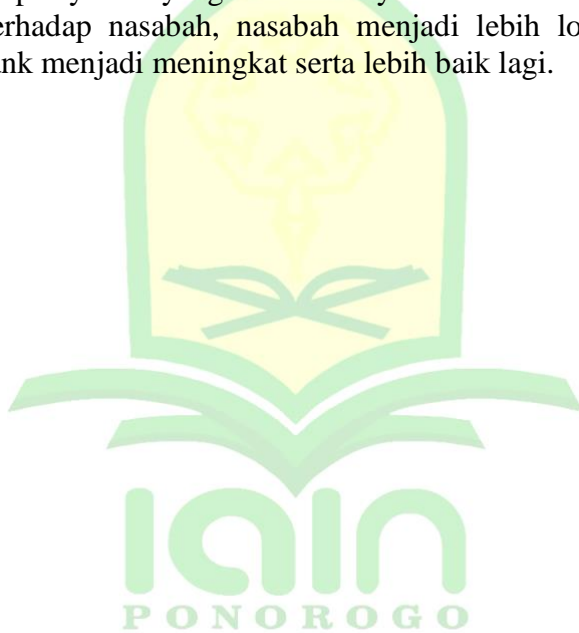 erhadap nasabah, nasabah menjadi lebih lo
nk menjadi meningkat serta lebih baik lagi.
IAIN
PONOROGO